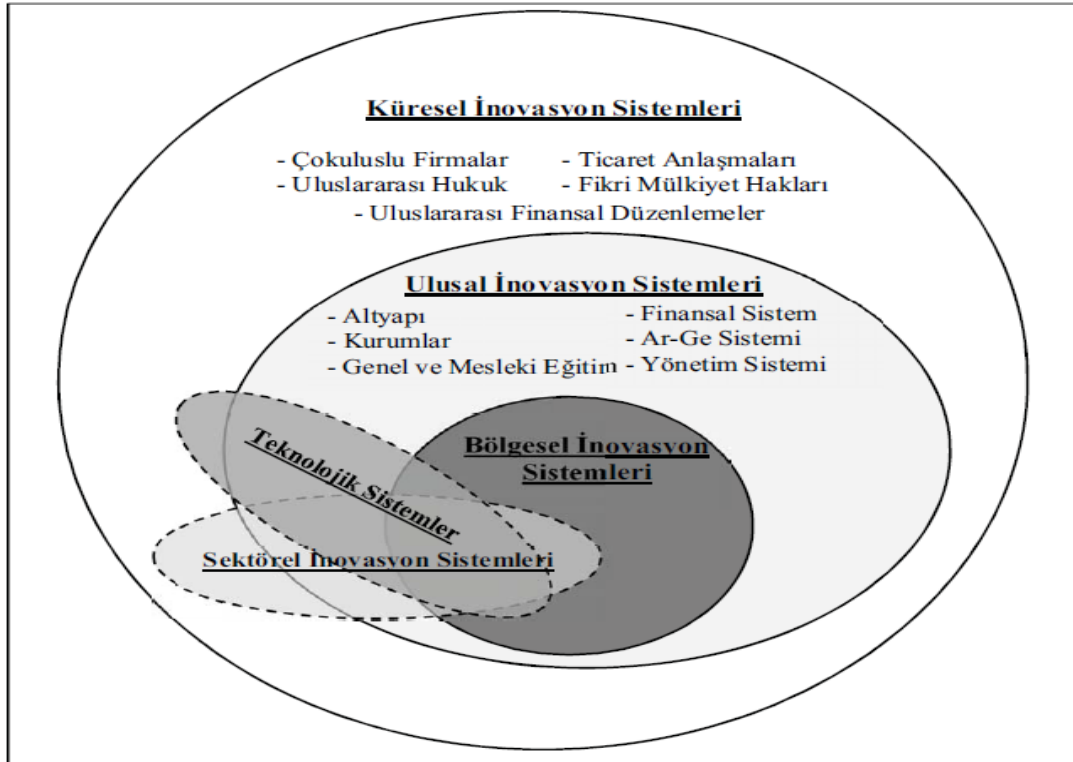 Küresel İnovasyon Sistemleri
- Çokuluslu Firmalar - Ticaret Anlaşmaları
- Uluslararası Hukuk - Fikri Mülkiyet Hakları
- Uluslararası Finansal Düzenlemeler
Ulusal İnovasyon Sistemleri
- Altyapı - Finansal Sistem
- Kurumlar - Ar-Ge Sistemi
- Genel ve Mesleki Eğitim - Yönetim Sistemi
Teknolojik Sistemler
Bölgesel İnovasyon
Sistemleri
Sektörel İnovasyon Sistemleri